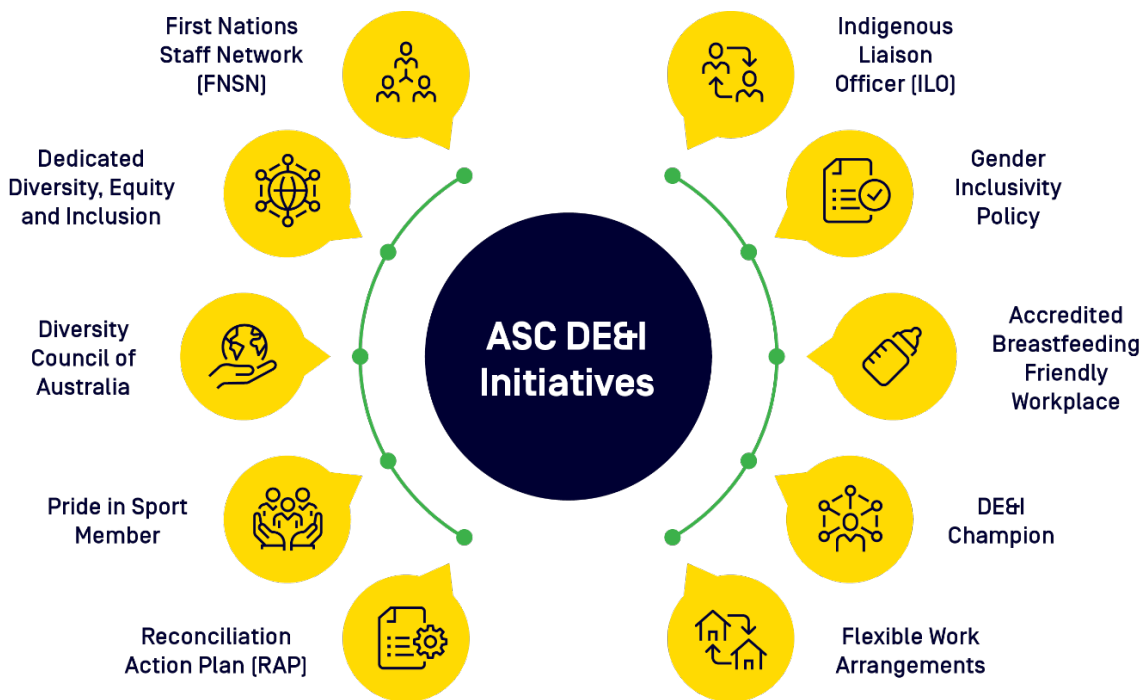 First Nations
Staff Network
(FNSN)
Dedicated
Diversity, Equity
and Inclusion
Diversity
Council of
Australia
Pride in Sport
Member
Reconciliation
Action Plan (RAP)
ASC DE&I
Initiatives
Indigenous
Liaison
Officer (ILO)
Gender
Inclusivity
Policy
Accredited
Breastfeeding
Friendly
Workplace
DE&I
Champion
Flexible Work
Arrangements